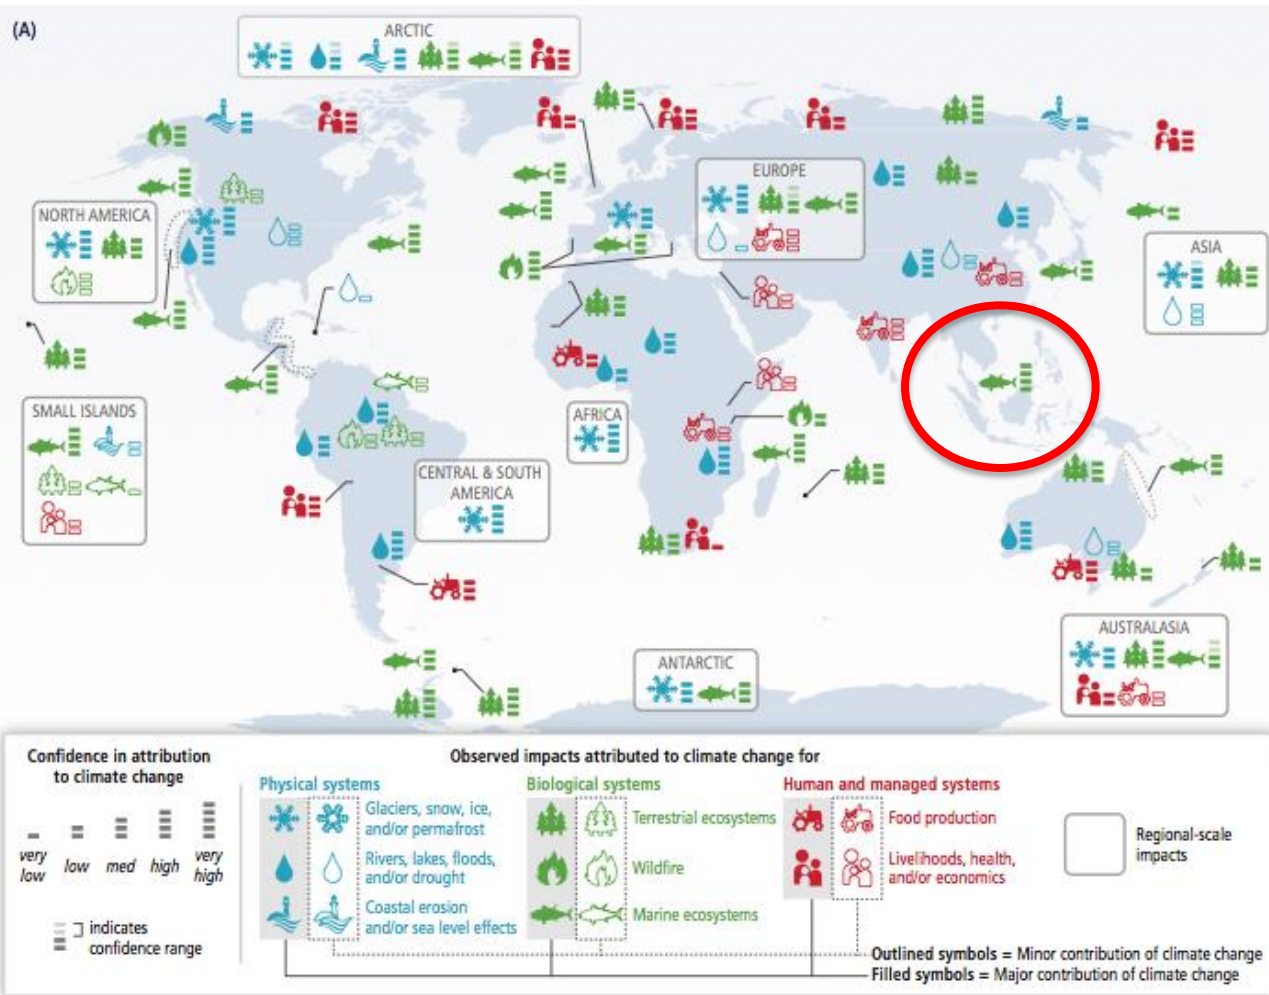 (A)
ARCTIC
EUROPE
NORTH AMERICA
ASIA
SMALL ISLANDS
AFRICA
CENTRAL & SOUTH
AMERICA
AUSTRALASIA
ANTARCTIC
Confidence in attribution
to climate change
very
low
low
med
high
very
high
indicates
confidence range
Observed impacts attributed to climate change for
Physical systems
Glaciers, snow, ice,
and/or permafrost
Rivers, lakes, floods,
and/or drought
Coastal erosion
and/or sea level effects
Biological systems
Terrestrial ecosystems
Wildfire
Marine ecosystems
Human and managed systems
Food production
Livelihoods, health,
and/or economics
Regional-scale
impacts
Outlined symbols = Minor contribution of climate change
Filled symbols = Major contribution of climate change